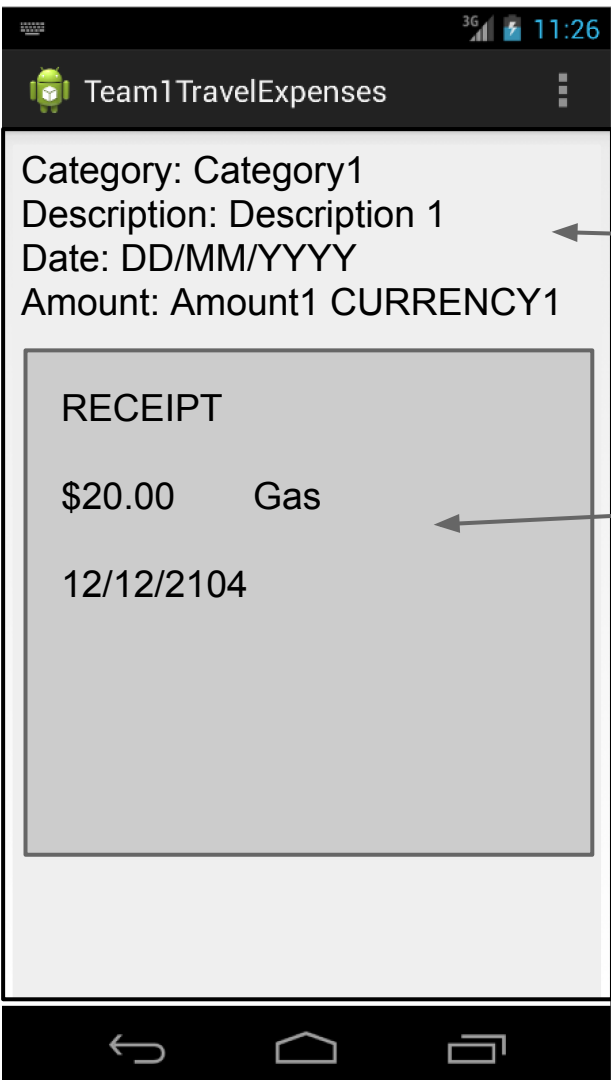 3G 11:26
Team1TravelExpenses
Category: Category1
Description: Description 1
Date: DD/MM/YYYY
Amount: Amount1 CURRENCY1
RECEIPT
$20.00 Gas
12/12/2104